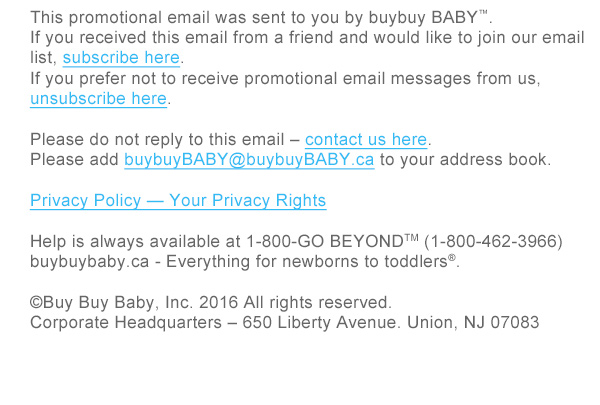 This promotional email was sent to you by buybuy BABY™.
If you received this email from a friend and would like to join our email
list, subscribe here.
If you prefer not to receive promotional email messages from us,
unsubscribe here.
Please do not reply to this email – contact us here.
Please add buybuyBABY@buybuyBABY.ca to your address book.
Privacy Policy — Your Privacy Rights
Help is always available at 1-800-GO BEYOND™ (1-800-462-3966)
buybuybaby.ca - Everything for newborns to toddlers®.
©Buy Buy Baby, Inc. 2016 All rights reserved.
Corporate Headquarters – 650 Liberty Avenue. Union, NJ 07083